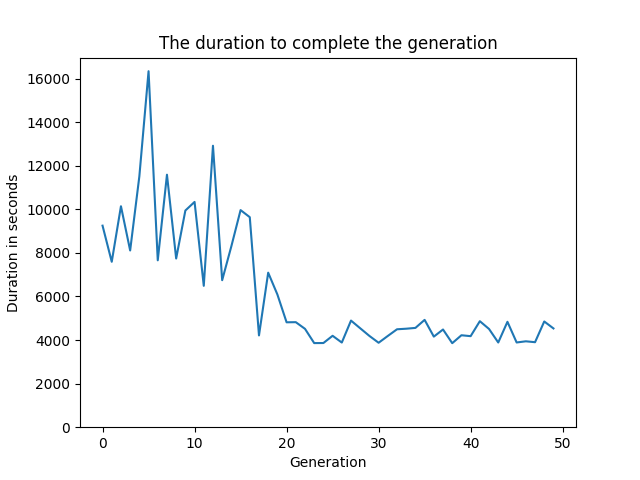 The duration to complete the generation
16000
14000
12000
10000
8000
6000
4000
2000
0
Duration in seconds
0 10 20 30 40 50
Generation